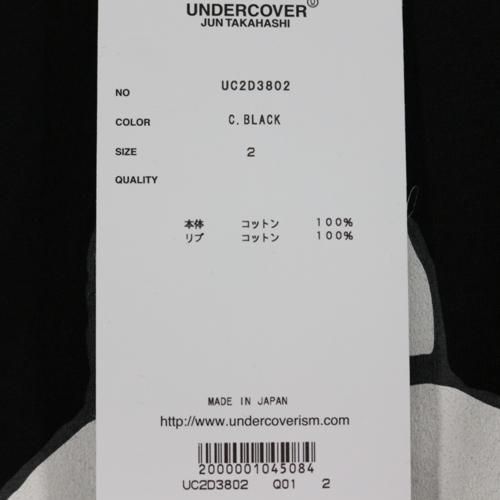 UNDERCOVER
JUN TAKAHASHI
NO UC2D3802
COLOR C.BLACK
SIZE 2
QUALITY
本体 コットン 100%
リブ コットン 100%
MADE IN JAPAN
http://www.undercoverism.com
2000001045084
UC2D3802 Q01 2